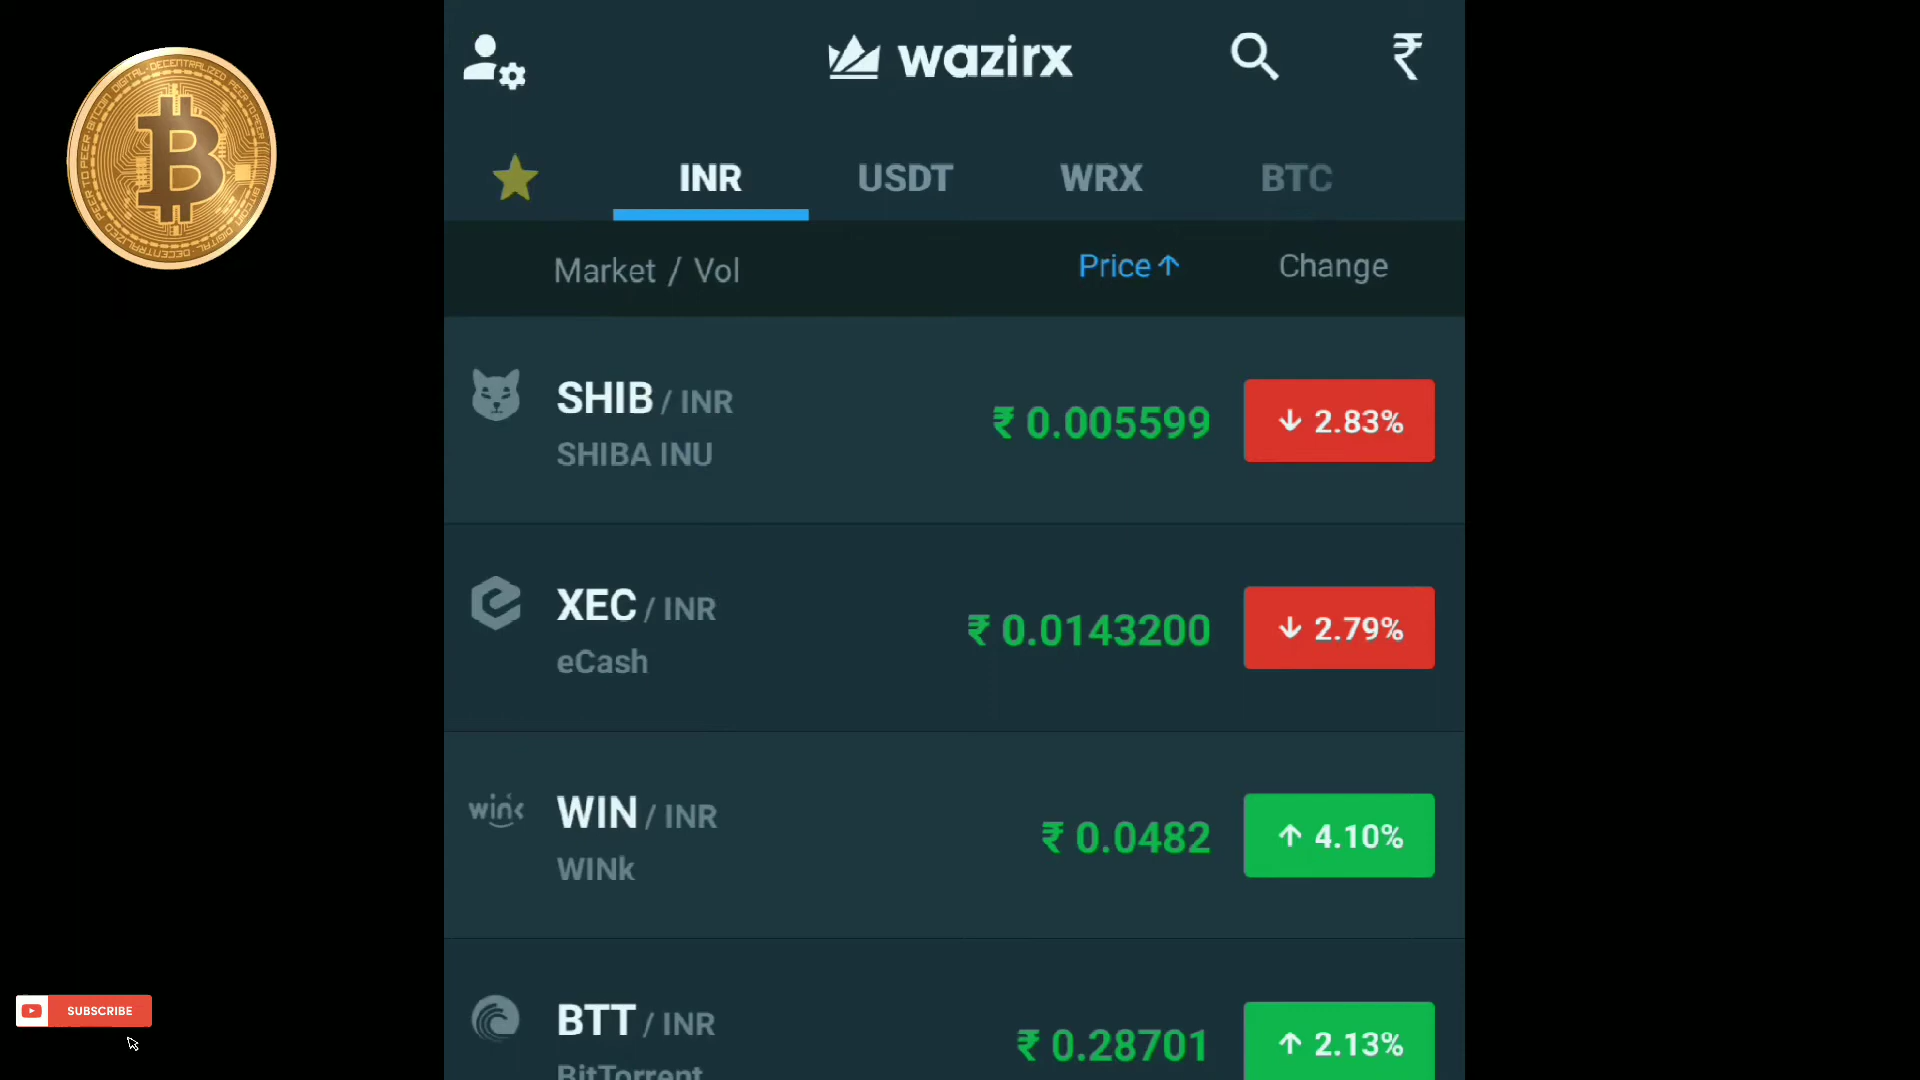 wazirx
₹
INR USDT WRX BTC
Market / Vol Price↑ Change
SHIB / INR
SHIBA INU
₹ 0.005599 ↓ 2.83%
XEC / INR
eCash
₹ 0.0143200 ↓ 2.79%
wink
WIN / INR
WINk
₹ 0.0482 ↑ 4.10%
BTT / INR
BitTorrent
₹ 0.28701 ↑ 2.13%
SUBSCRIBE